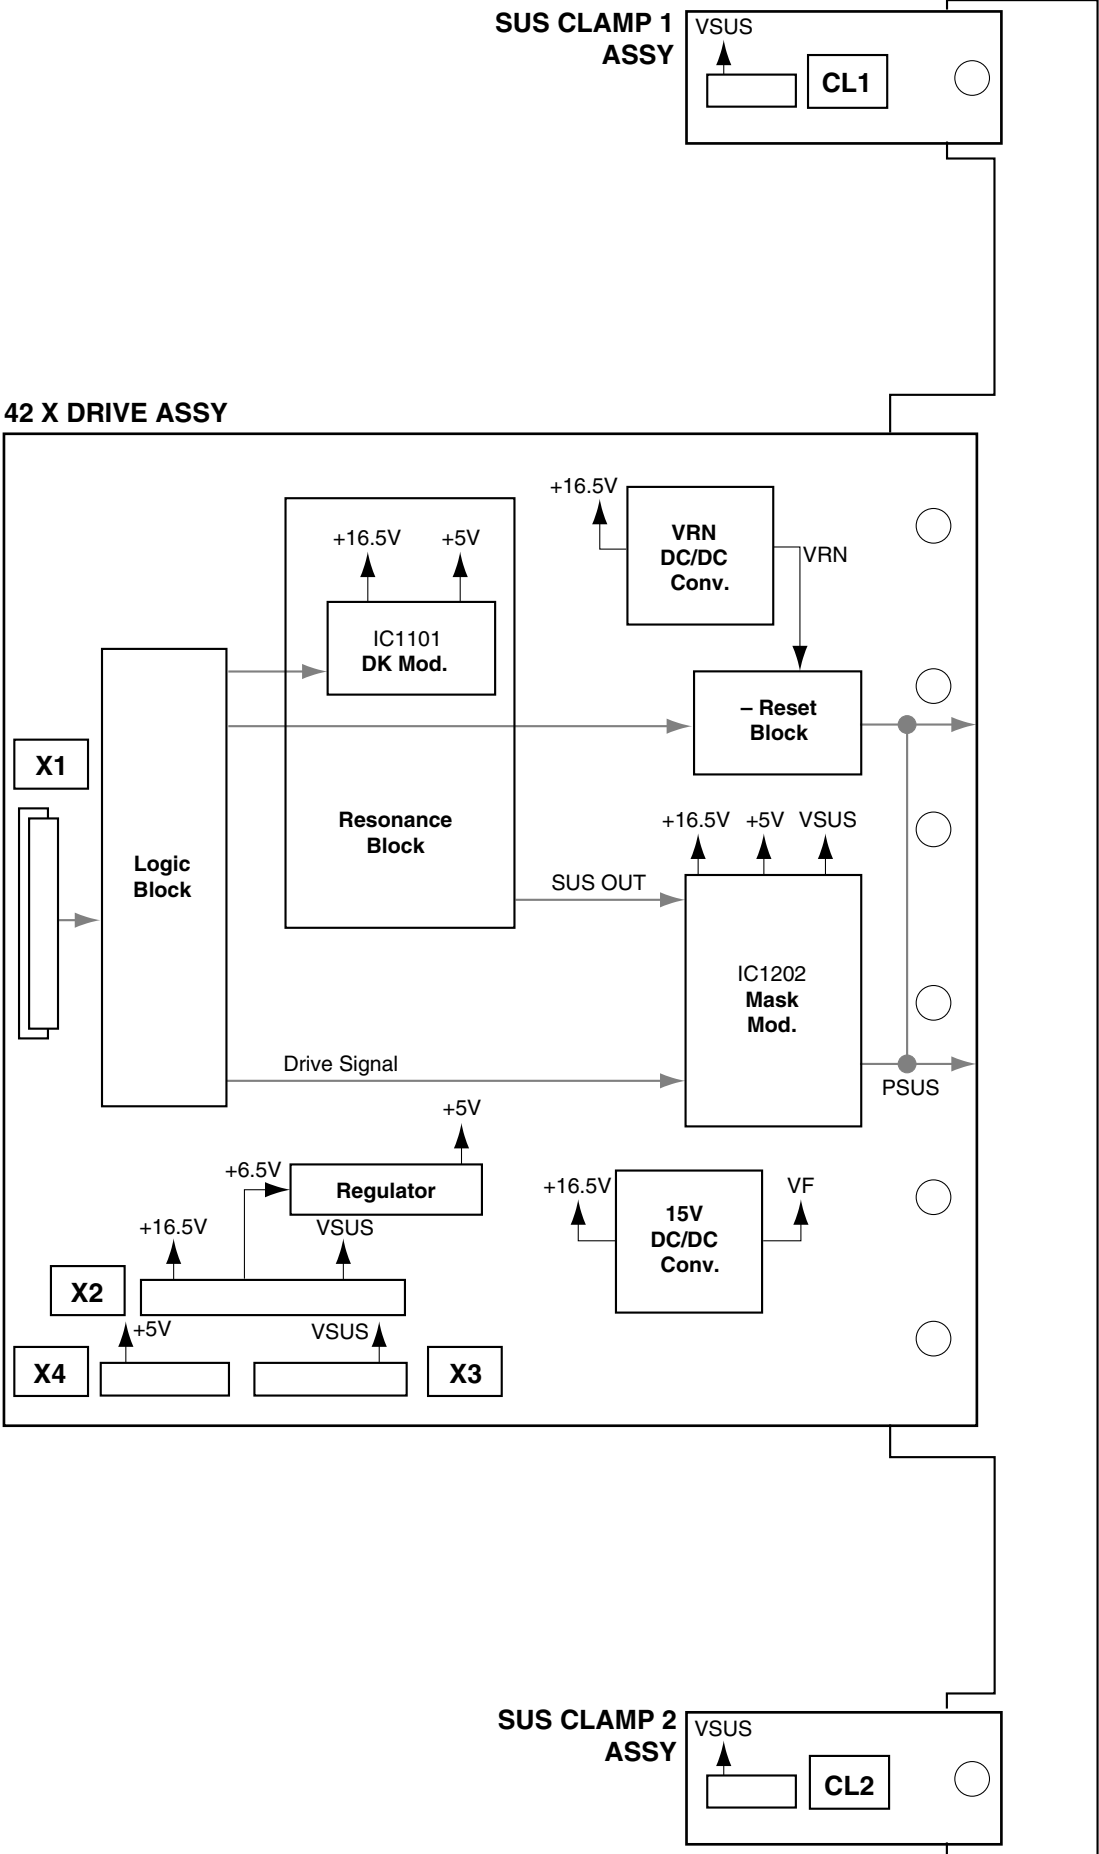 SUS CLAMP 1
ASSY
VSUS
CL1
42 X DRIVE ASSY
+16.5V
VRN
DC/DC
Conv.
VRN
+16.5V
+5V
IC1101
DK Mod.
– Reset
Block
X1
Logic
Block
Resonance
Block
+16.5V
+5V
VSUS
SUS OUT
IC1202
Mask
Mod.
Drive Signal
PSUS
+5V
+6.5V
Regulator
+16.5V
VSUS
+16.5V
15V
DC/DC
Conv.
VF
X2
+5V
VSUS
X4
X3
SUS CLAMP 2
ASSY
VSUS
CL2